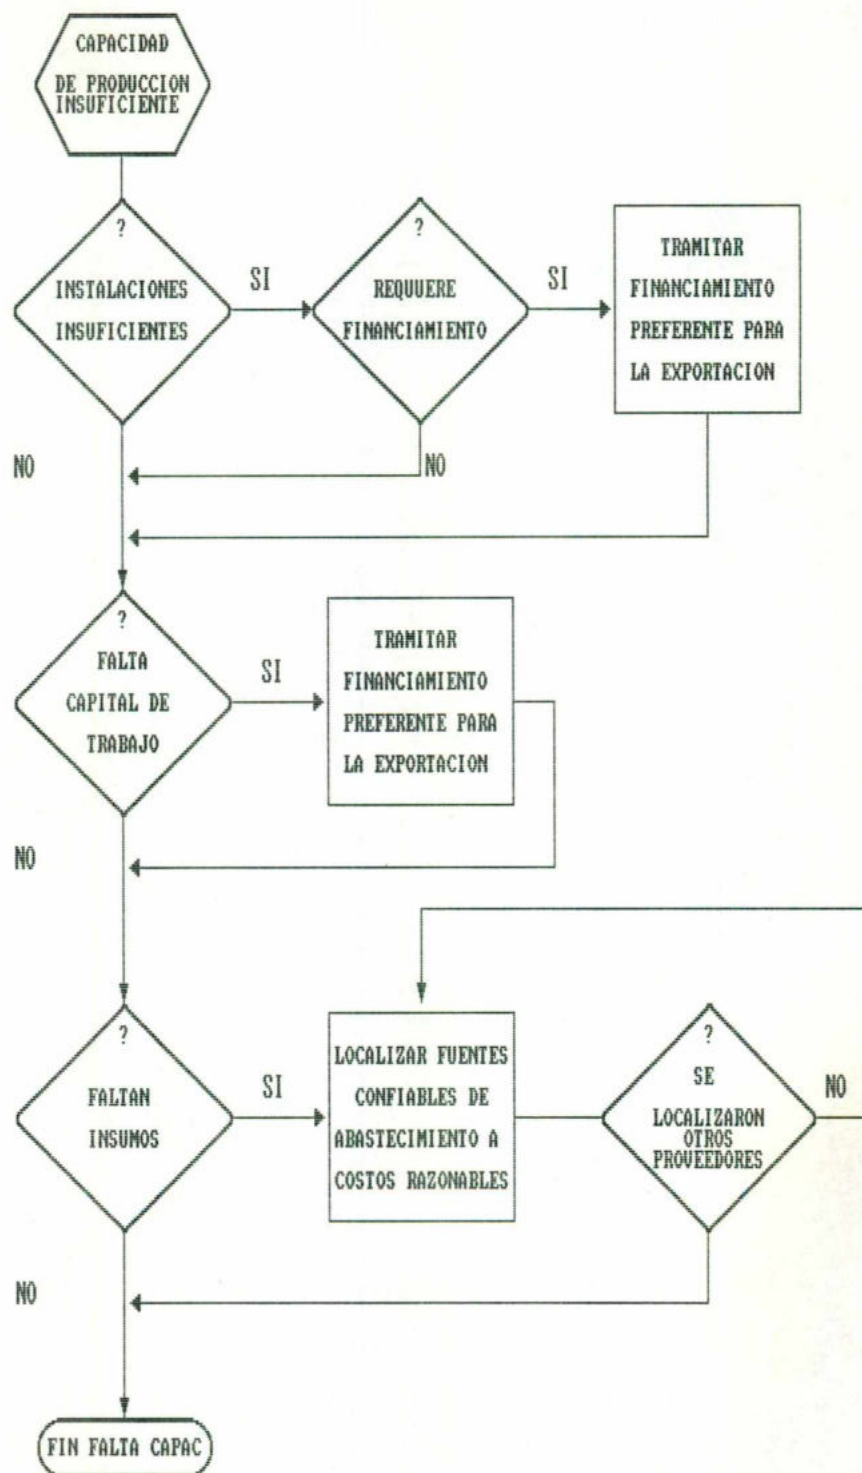 CAPACIDAD
DE PRODUCCION
INSUFICIENTE
?
INSTALACIONES
INSUFICIENTES
SI
?
REQUUERE
FINANCIAMIENTO
SI
TRAMITAR
FINANCIAMIENTO
PREFERENTE PARA
LA EXPORTACION
NO
NO
?
FALTA
CAPITAL DE
TRABAJO
SI
TRAMITAR
FINANCIAMIENTO
PREFERENTE PARA
LA EXPORTACION
NO
?
FALTAN
INSUMOS
SI
LOCALIZAR FUENTES
CONFIABLES DE
ABASTECIMIENTO A
COSTOS RAZONABLES
?
SE
LOCALIZARON
OTROS
PROVEEDORES
NO
NO
FIN FALTA CAPAC